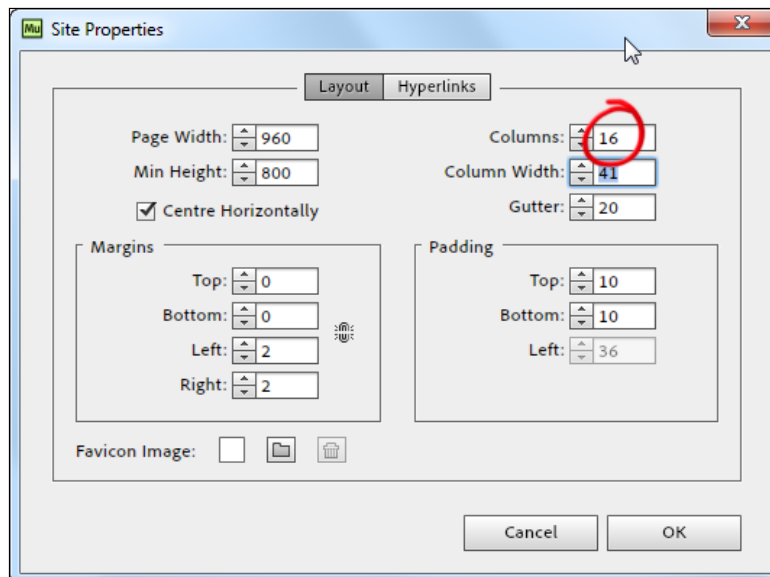 Mu Site Properties
Layout Hyperlinks
Page Width: 960 Columns: 16
Min Height: 800 Column Width: 41
Centre Horizontally Gutter: 20
Margins Padding
Top: 0 Top: 10
Bottom: 0 Bottom: 10
Left: 2 Left: 36
Right: 2
Favicon Image:
Cancel OK